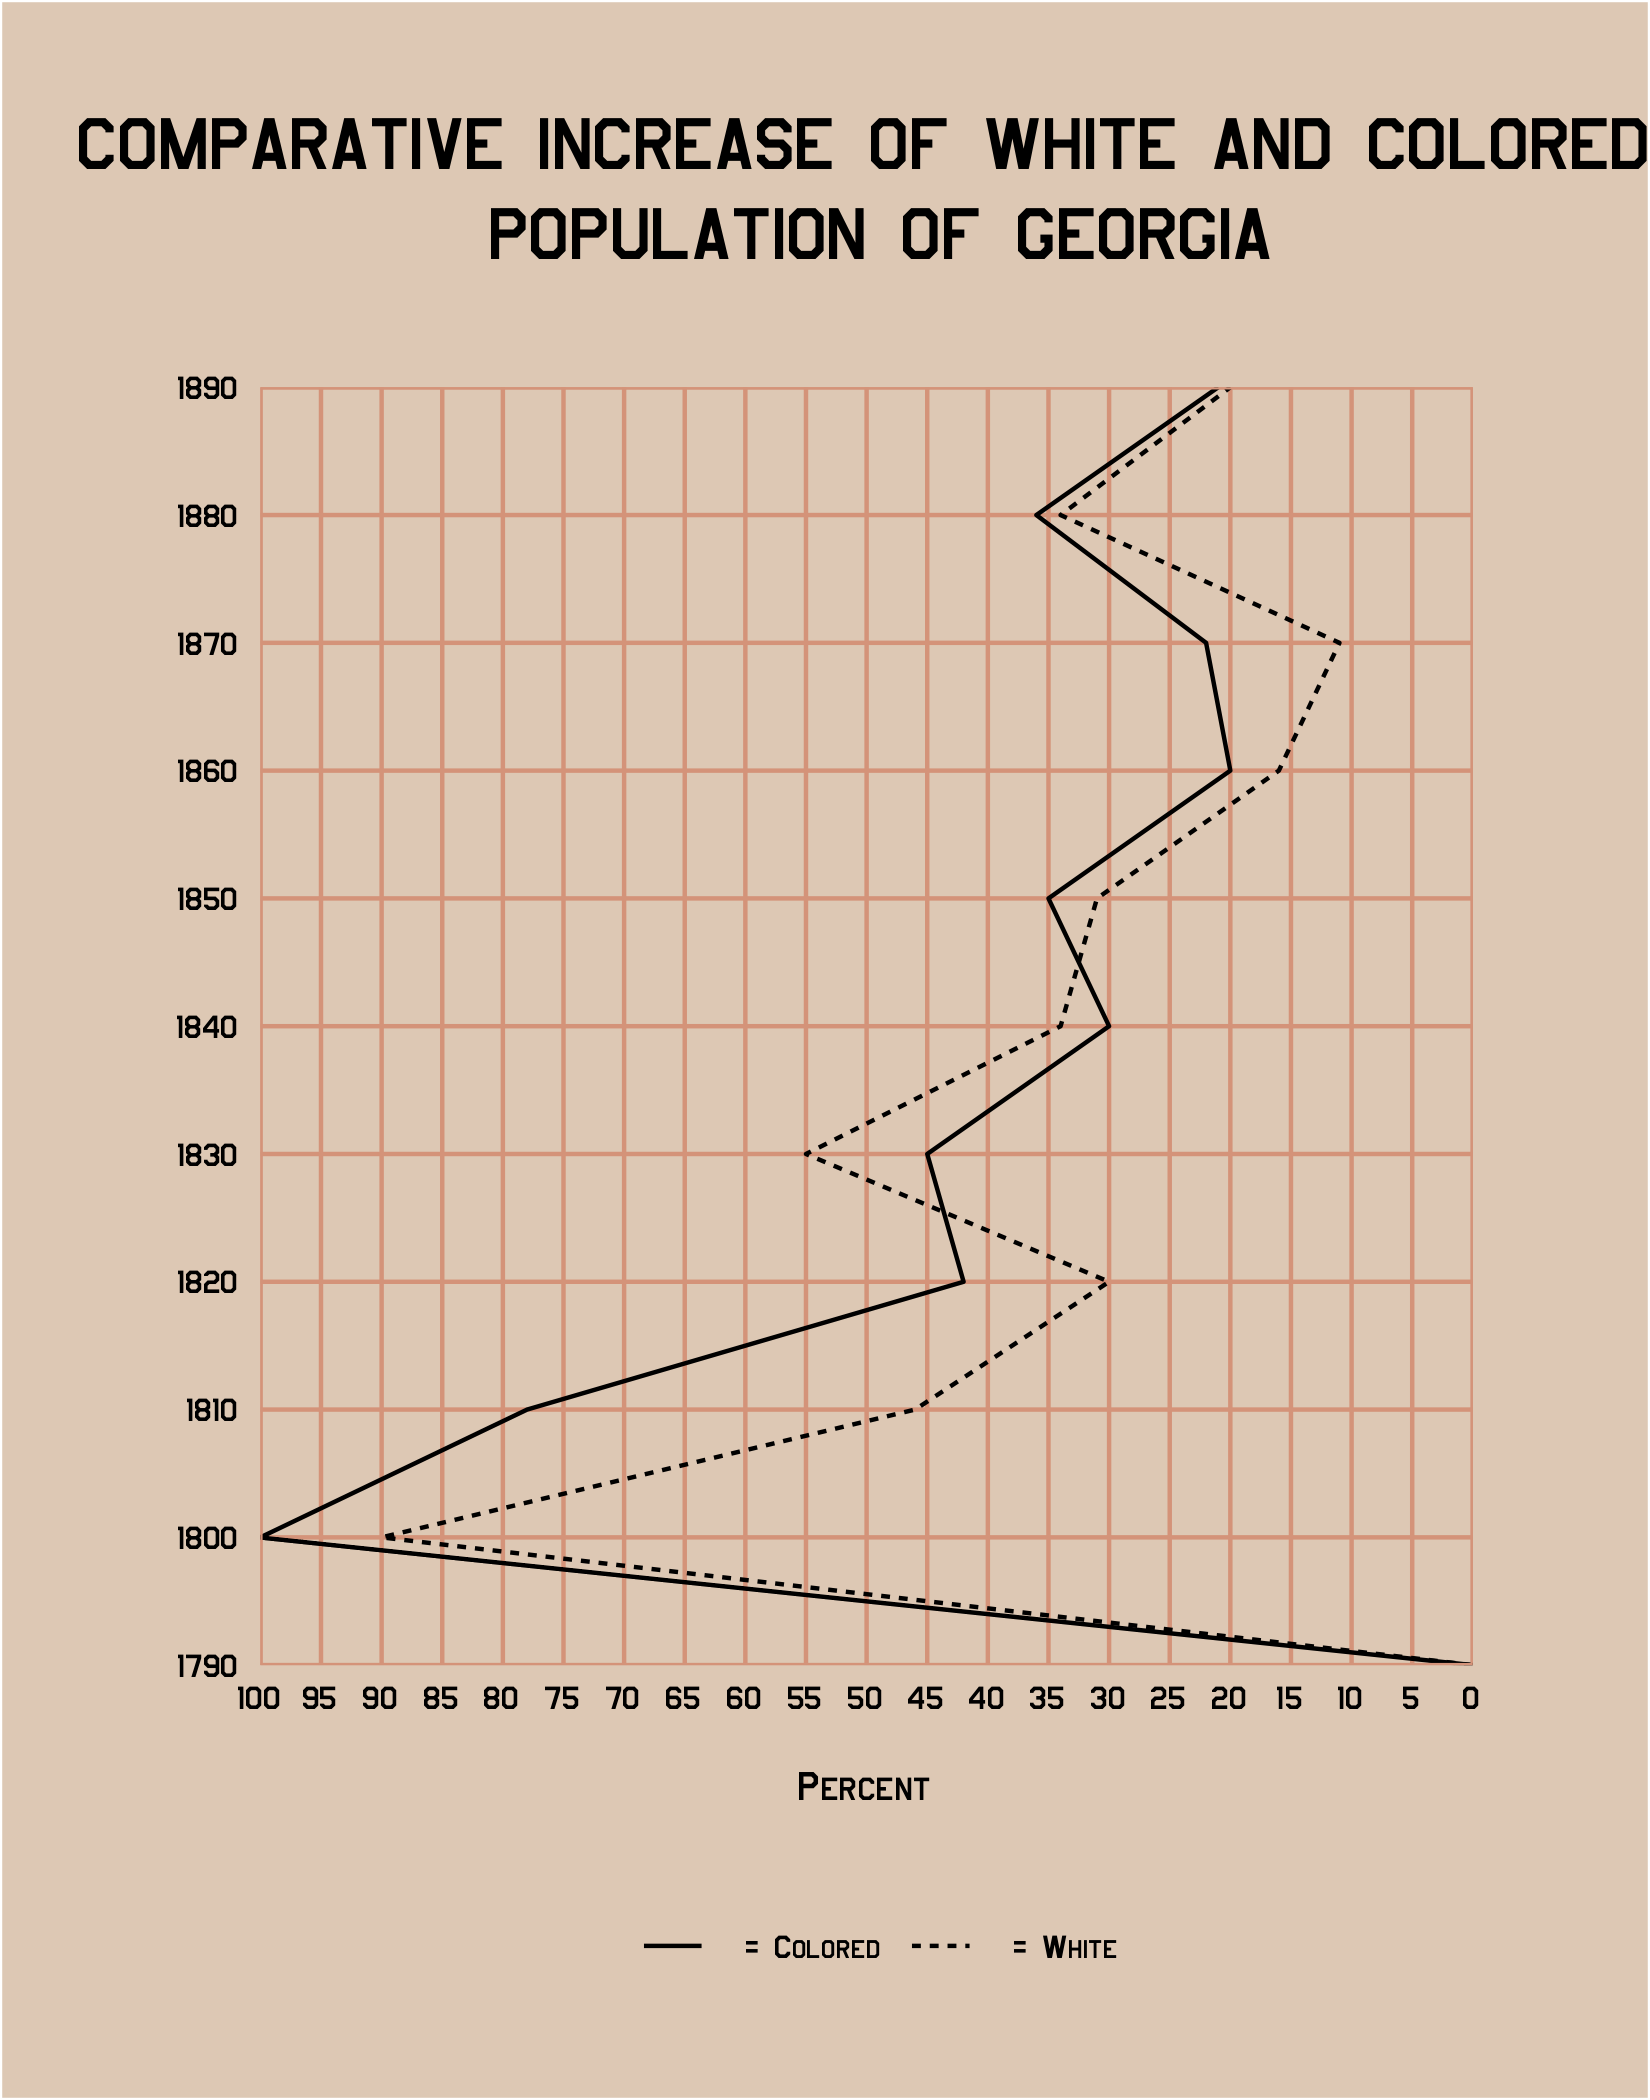 COMPARATIVE INCREASE OF WHITE AND COLORED
POPULATION OF GEORGIA
1890
1880
1870
1860
1850
1840
1830
1820
1810
1800
1790
100 95 90 85 80 75 70 65 60 55 50 45 40 35 30 25 20 15 10 5 0
PERCENT
= COLORED = WHITE